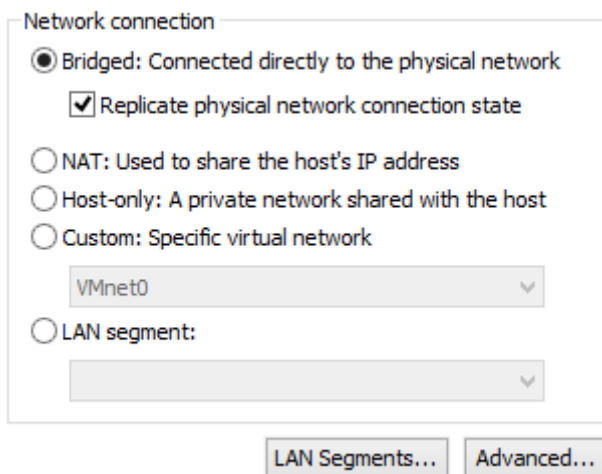 Network connection
Bridged: Connected directly to the physical network
Replicate physical network connection state
NAT: Used to share the host's IP address
Host-only: A private network shared with the host
Custom: Specific virtual network
VMnet0
LAN segment:
LAN Segments... Advanced...